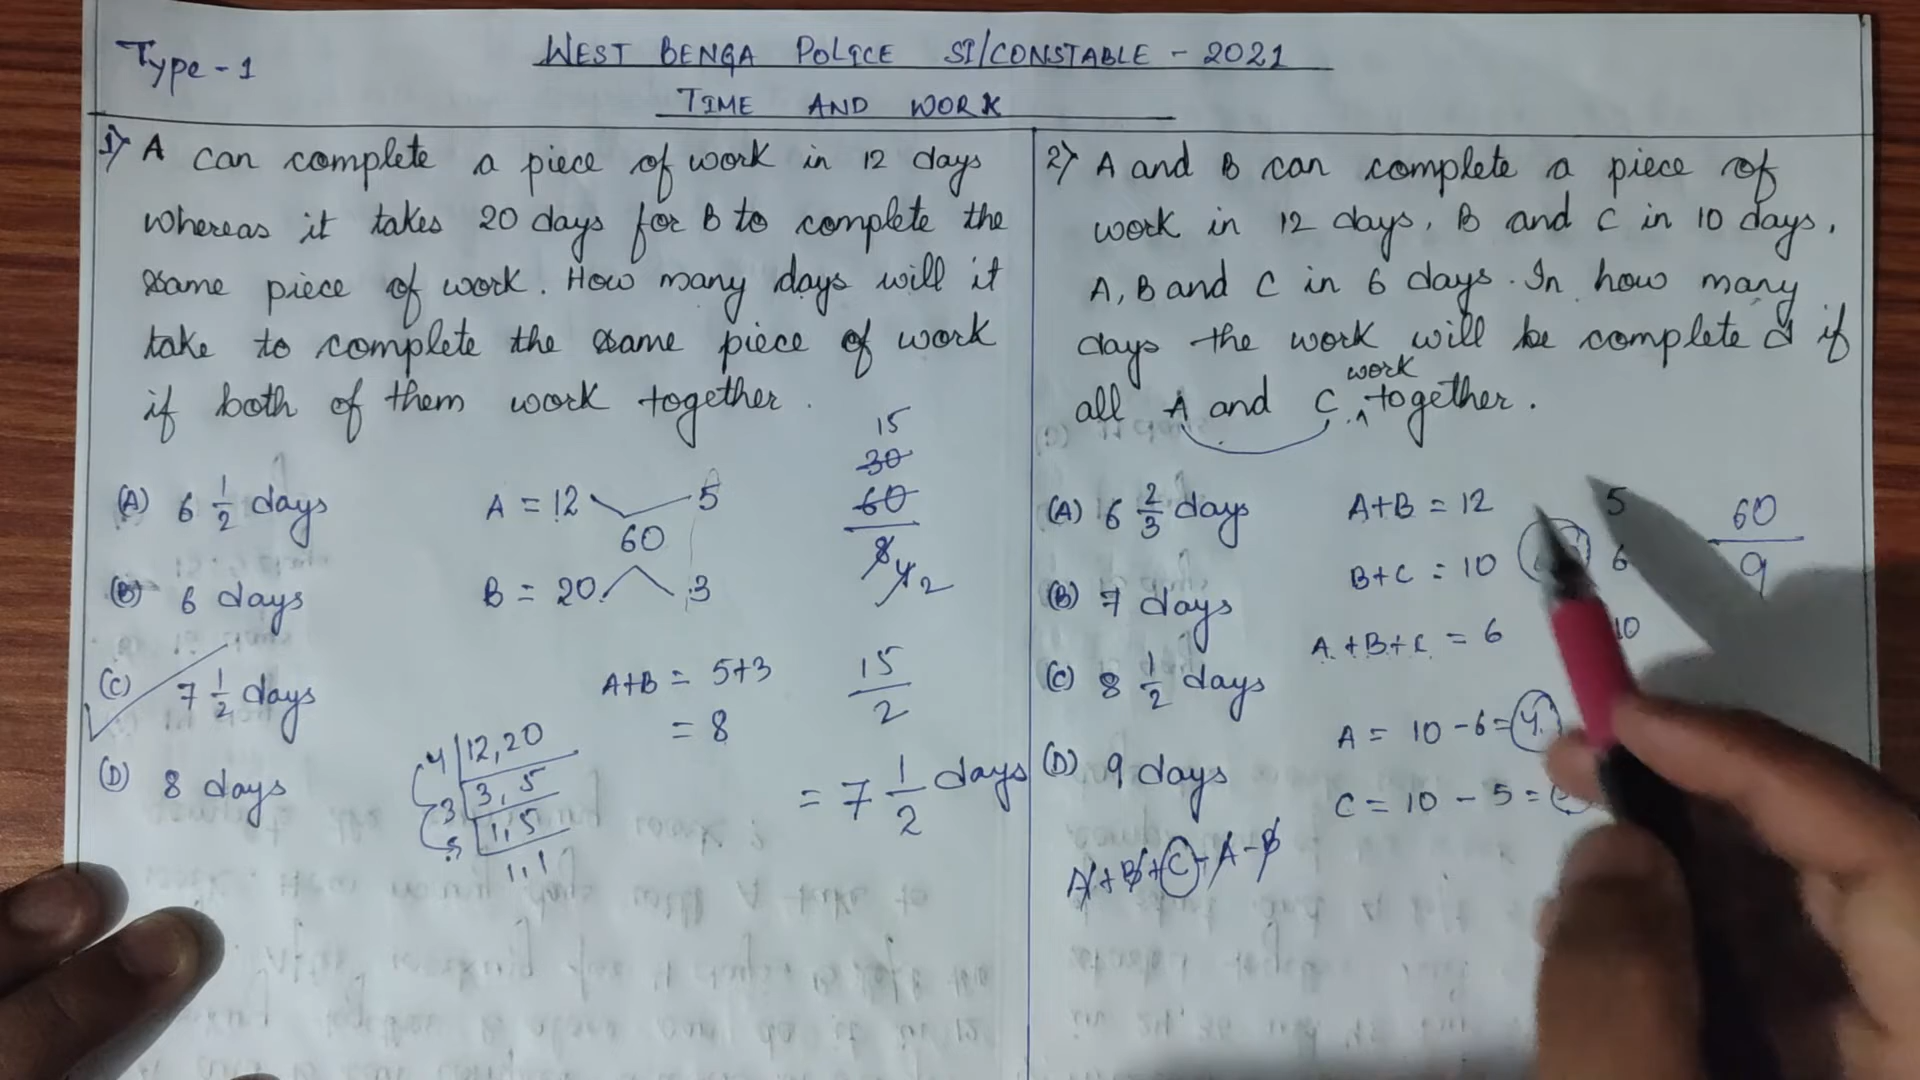 Type-1
WEST BENGA POLICE SI/CONSTABLE - 2021
TIME AND WORK
1) A can complete a piece of work in 12 days
whereas it takes 20 days for B to complete the
same piece of work. How many days will it
take to complete the same piece of work
if both of them work together.
(A) 6 1/2 days
(B) 6 days
(C) 7 1/2 days
(D) 8 days
A = 12
5
60
B = 20
3
A+B = 5+3
= 8
4 | 12, 20
3 | 3, 5
5 | 1, 5
1, 1
15
30
60
8 4 2
15
2
= 7 1/2 days
2) A and B can complete a piece of
work in 12 days, B and C in 10 days,
A, B and C in 6 days. In how many
days the work will be complete d if
work
all A and C ^ together.
(A) 6 2/3 days
(B) 7 days
(C) 8 1/2 days
(D) 9 days
A+B = 12
5
B+C = 10
6
A+B+C = 6
10
60
9
A = 10 - 6 = 4
C = 10 - 5 =
A+B+C-A-B